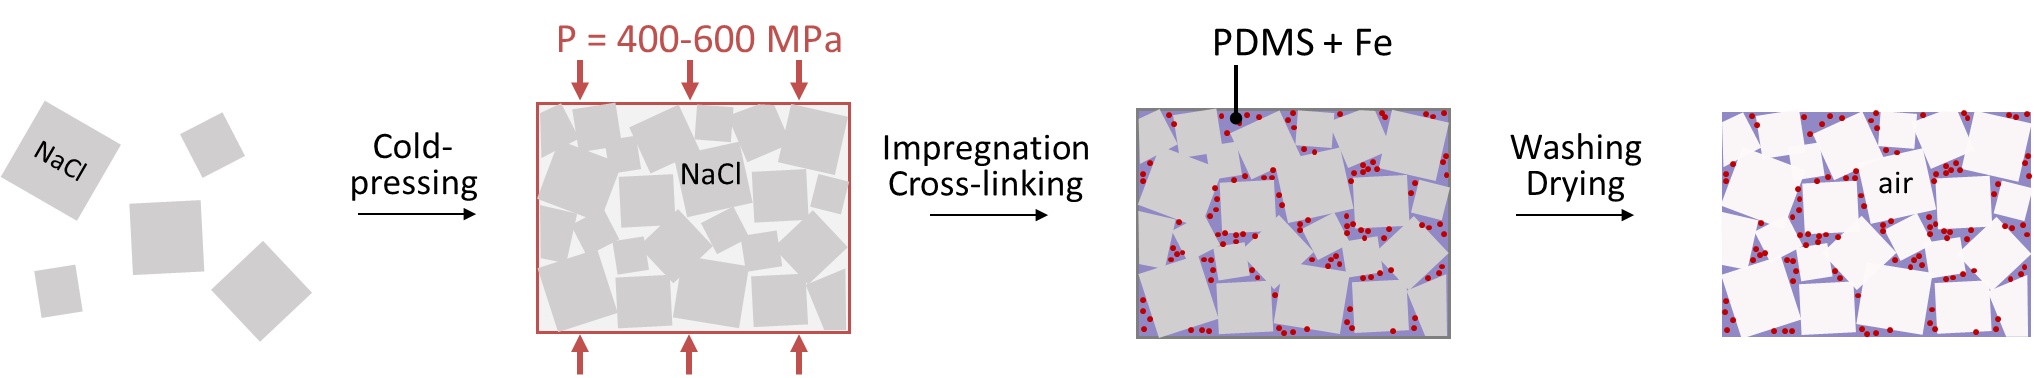 NaCl
Cold-
pressing
P = 400-600 MPa
NaCl
Impregnation
Cross-linking
PDMS + Fe
Washing
Drying
air